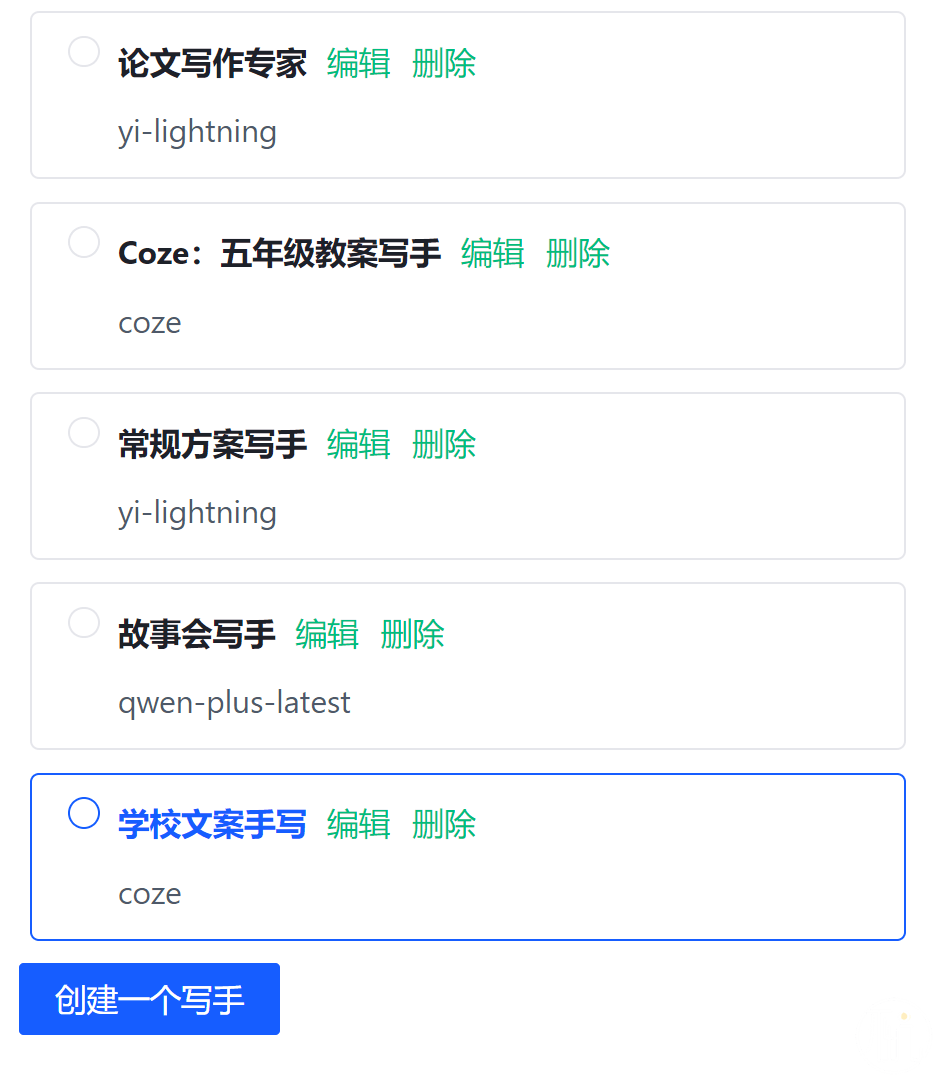 论文写作专家 编辑 删除
yi-lightning
Coze：五年级教案写手 编辑 删除
coze
常规方案写手 编辑 删除
yi-lightning
故事会写手 编辑 删除
qwen-plus-latest
学校文案手写 编辑 删除
coze
创建一个写手